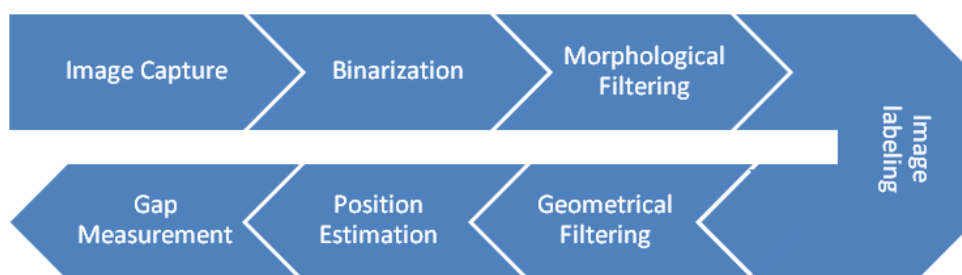 Image Capture
Binarization
Morphological
Filtering
Image
labeling
Geometrical
Filtering
Position
Estimation
Gap
Measurement